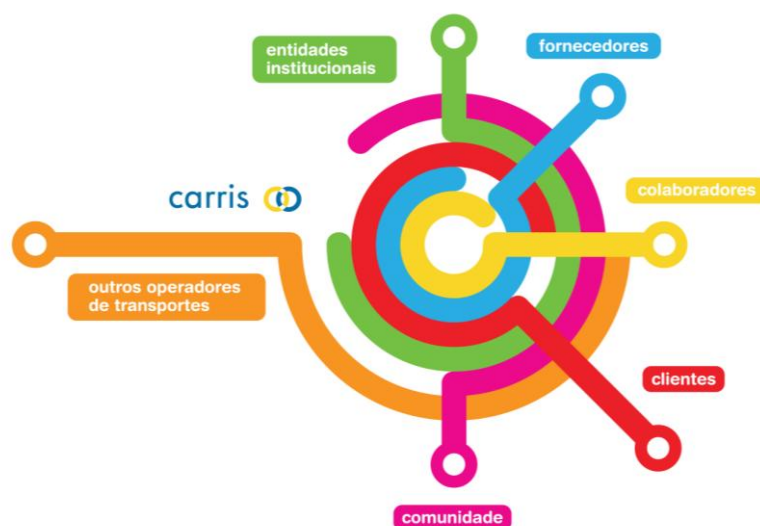 entidades
institucionais
fornecedores
carris
colaboradores
outros operadores
de transportes
clientes
comunidade